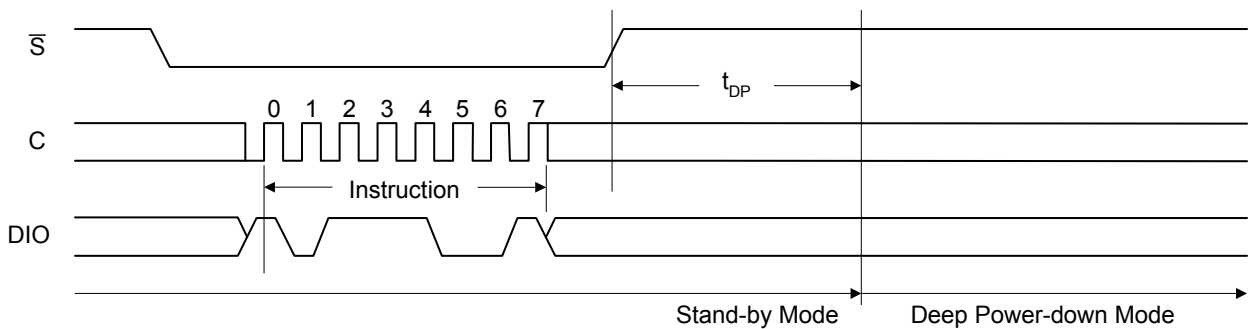 S̅
t_DP
0 1 2 3 4 5 6 7
C
Instruction
DIO
Stand-by Mode Deep Power-down Mode